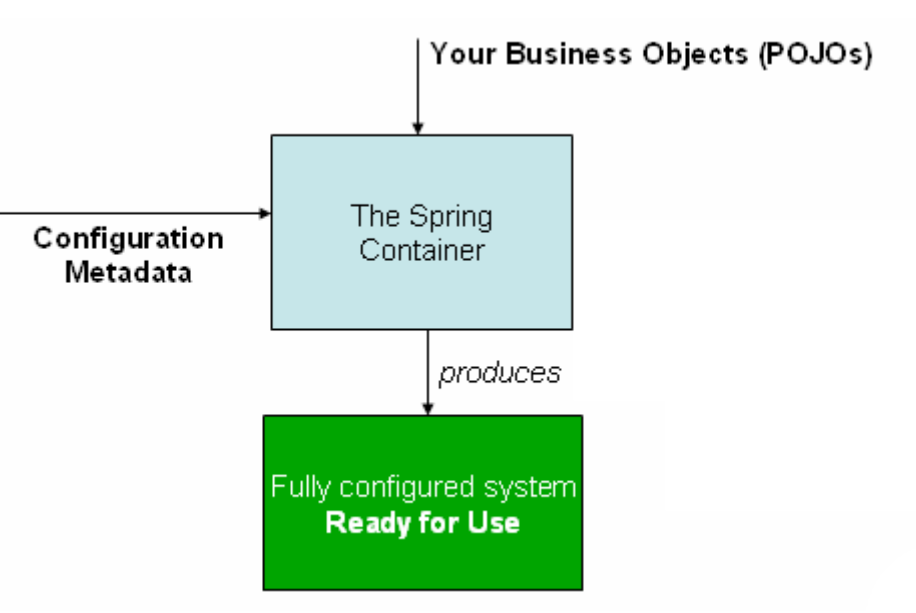 Your Business Objects (POJOs)
The Spring
Container
Configuration
Metadata
produces
Fully configured system
Ready for Use